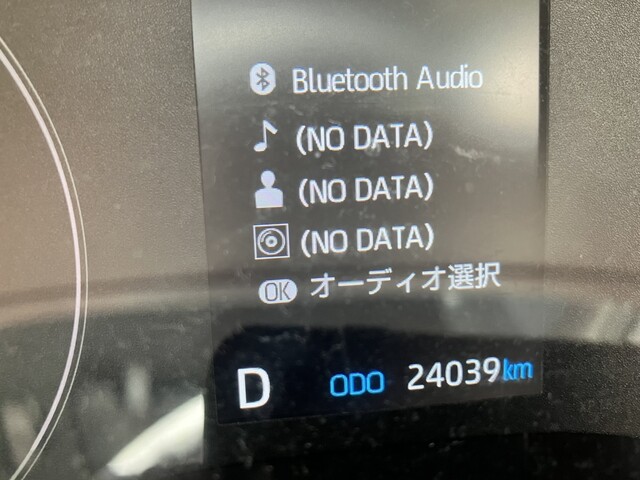 Bluetooth Audio
(NO DATA)
(NO DATA)
(NO DATA)
OK オーディオ選択
D ODO 24039km